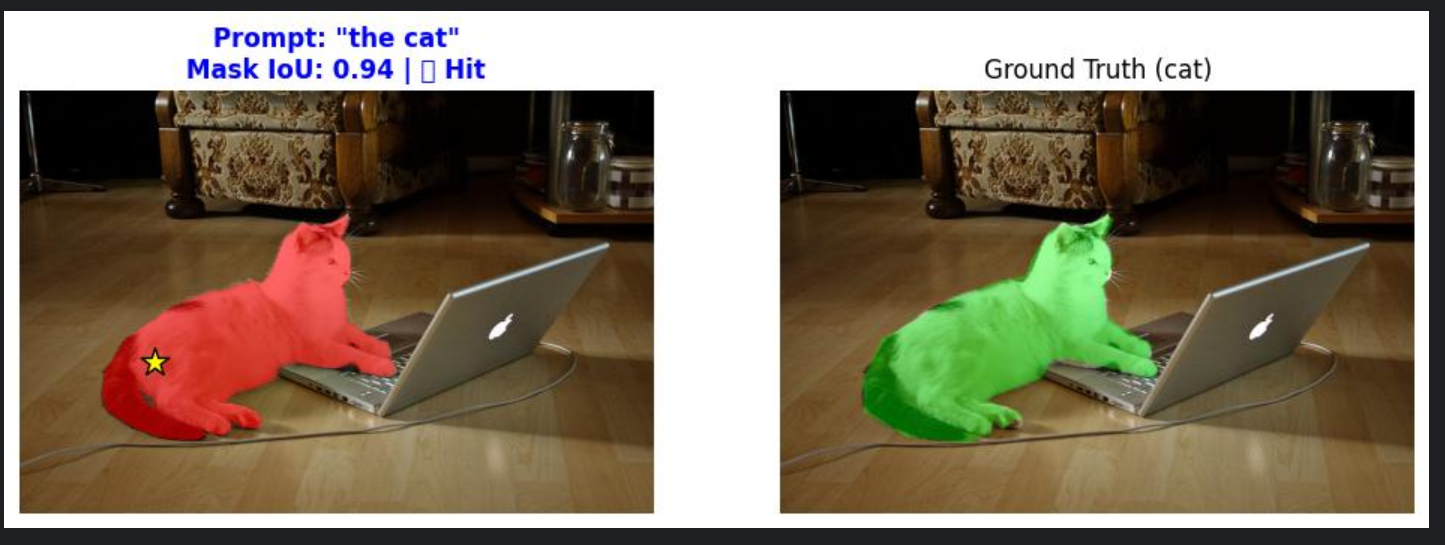 Prompt: "the cat"
Mask IoU: 0.94 | ▯ Hit
Ground Truth (cat)